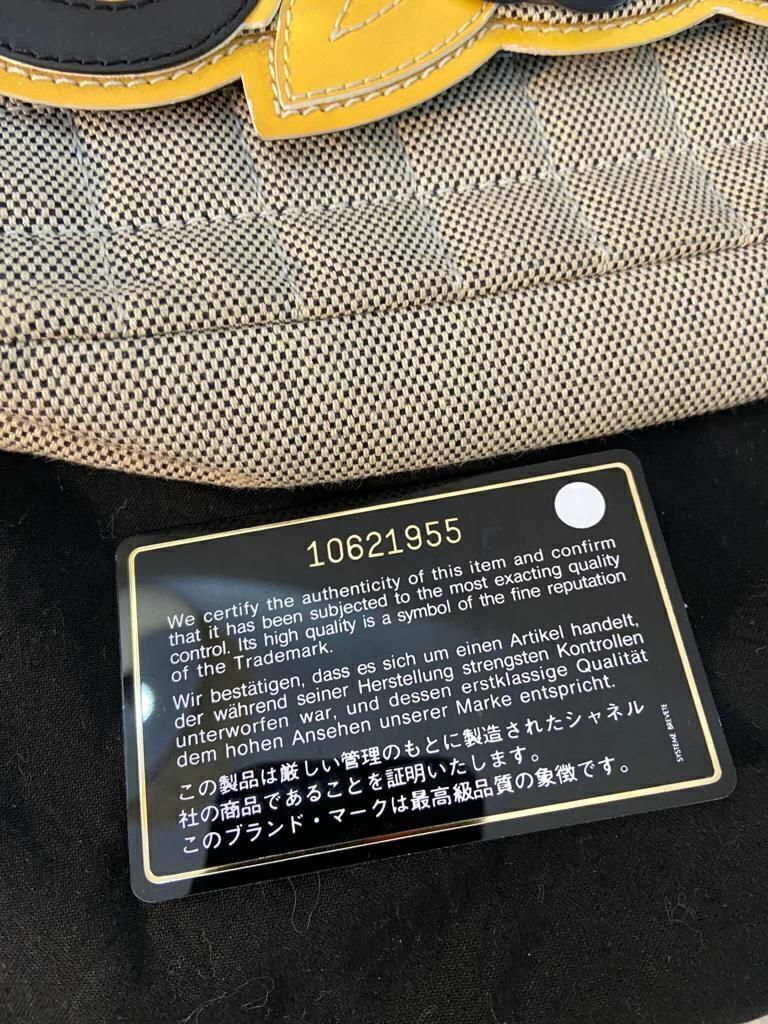 10621955
We certify the authenticity of this item and confirm
that it has been subjected to the most exacting quality
control. Its high quality is a symbol of the fine reputation
of the Trademark.
Wir bestätigen, dass es sich um einen Artikel handelt,
der während seiner Herstellung strengsten Kontrollen
unterworfen war, und dessen erstklassige Qualität
dem hohen Ansehen unserer Marke entspricht.
この製品は厳しい管理のもとに製造されたシャネル
社の商品であることを証明いたします。
このブランド・マークは最高級品質の象徴です。
SYSTEME BREVETE